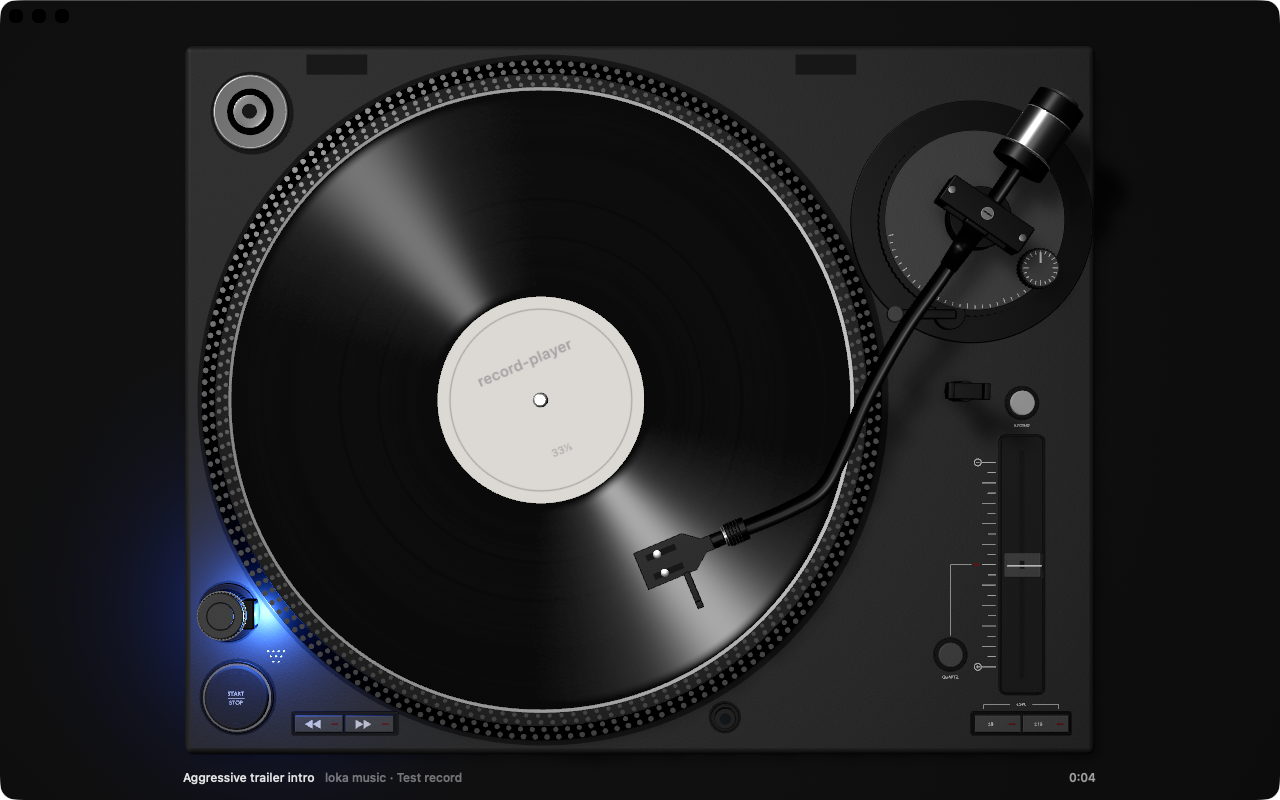 record-player
33⅓
START
STOP
QUARTZ
Aggressive trailer intro loka music · Test record
0:04